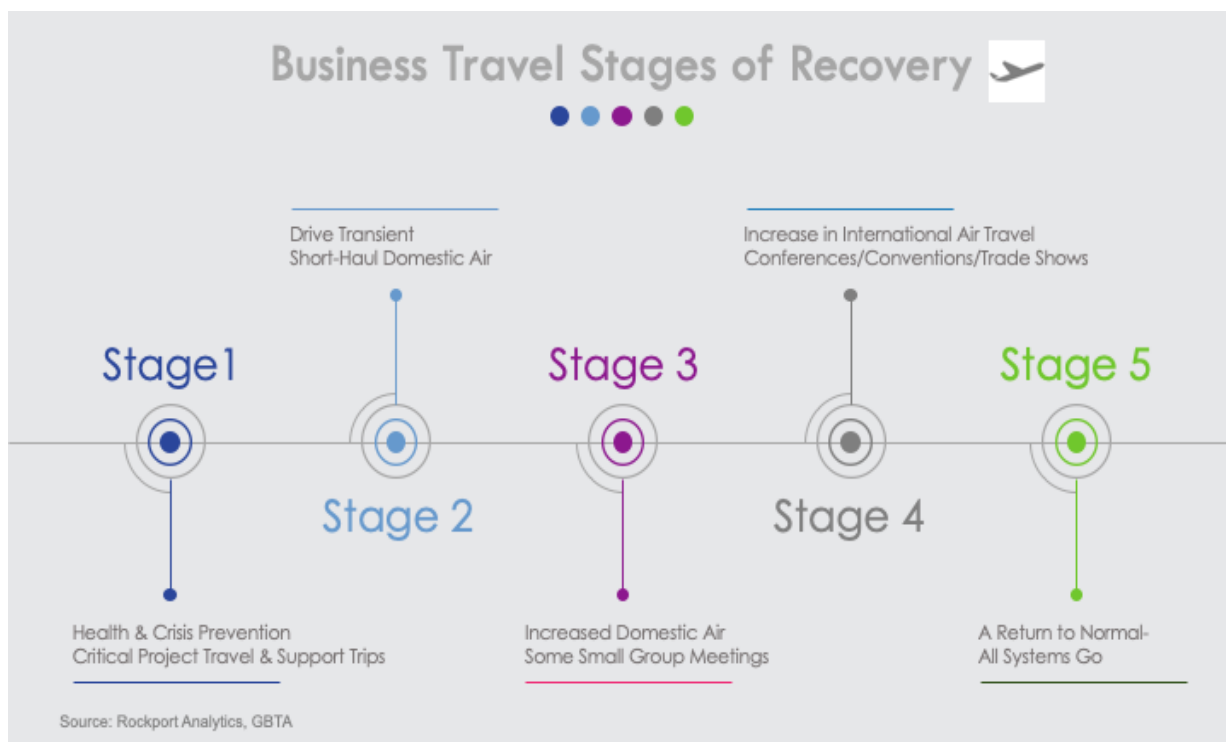 Business Travel Stages of Recovery
Stage1
Health & Crisis Prevention
Critical Project Travel & Support Trips
Drive Transient
Short-Haul Domestic Air
Stage 2
Stage 3
Increased Domestic Air
Some Small Group Meetings
Increase in International Air Travel
Conferences/Conventions/Trade Shows
Stage 4
Stage 5
A Return to Normal-
All Systems Go
Source: Rockport Analytics, GBTA